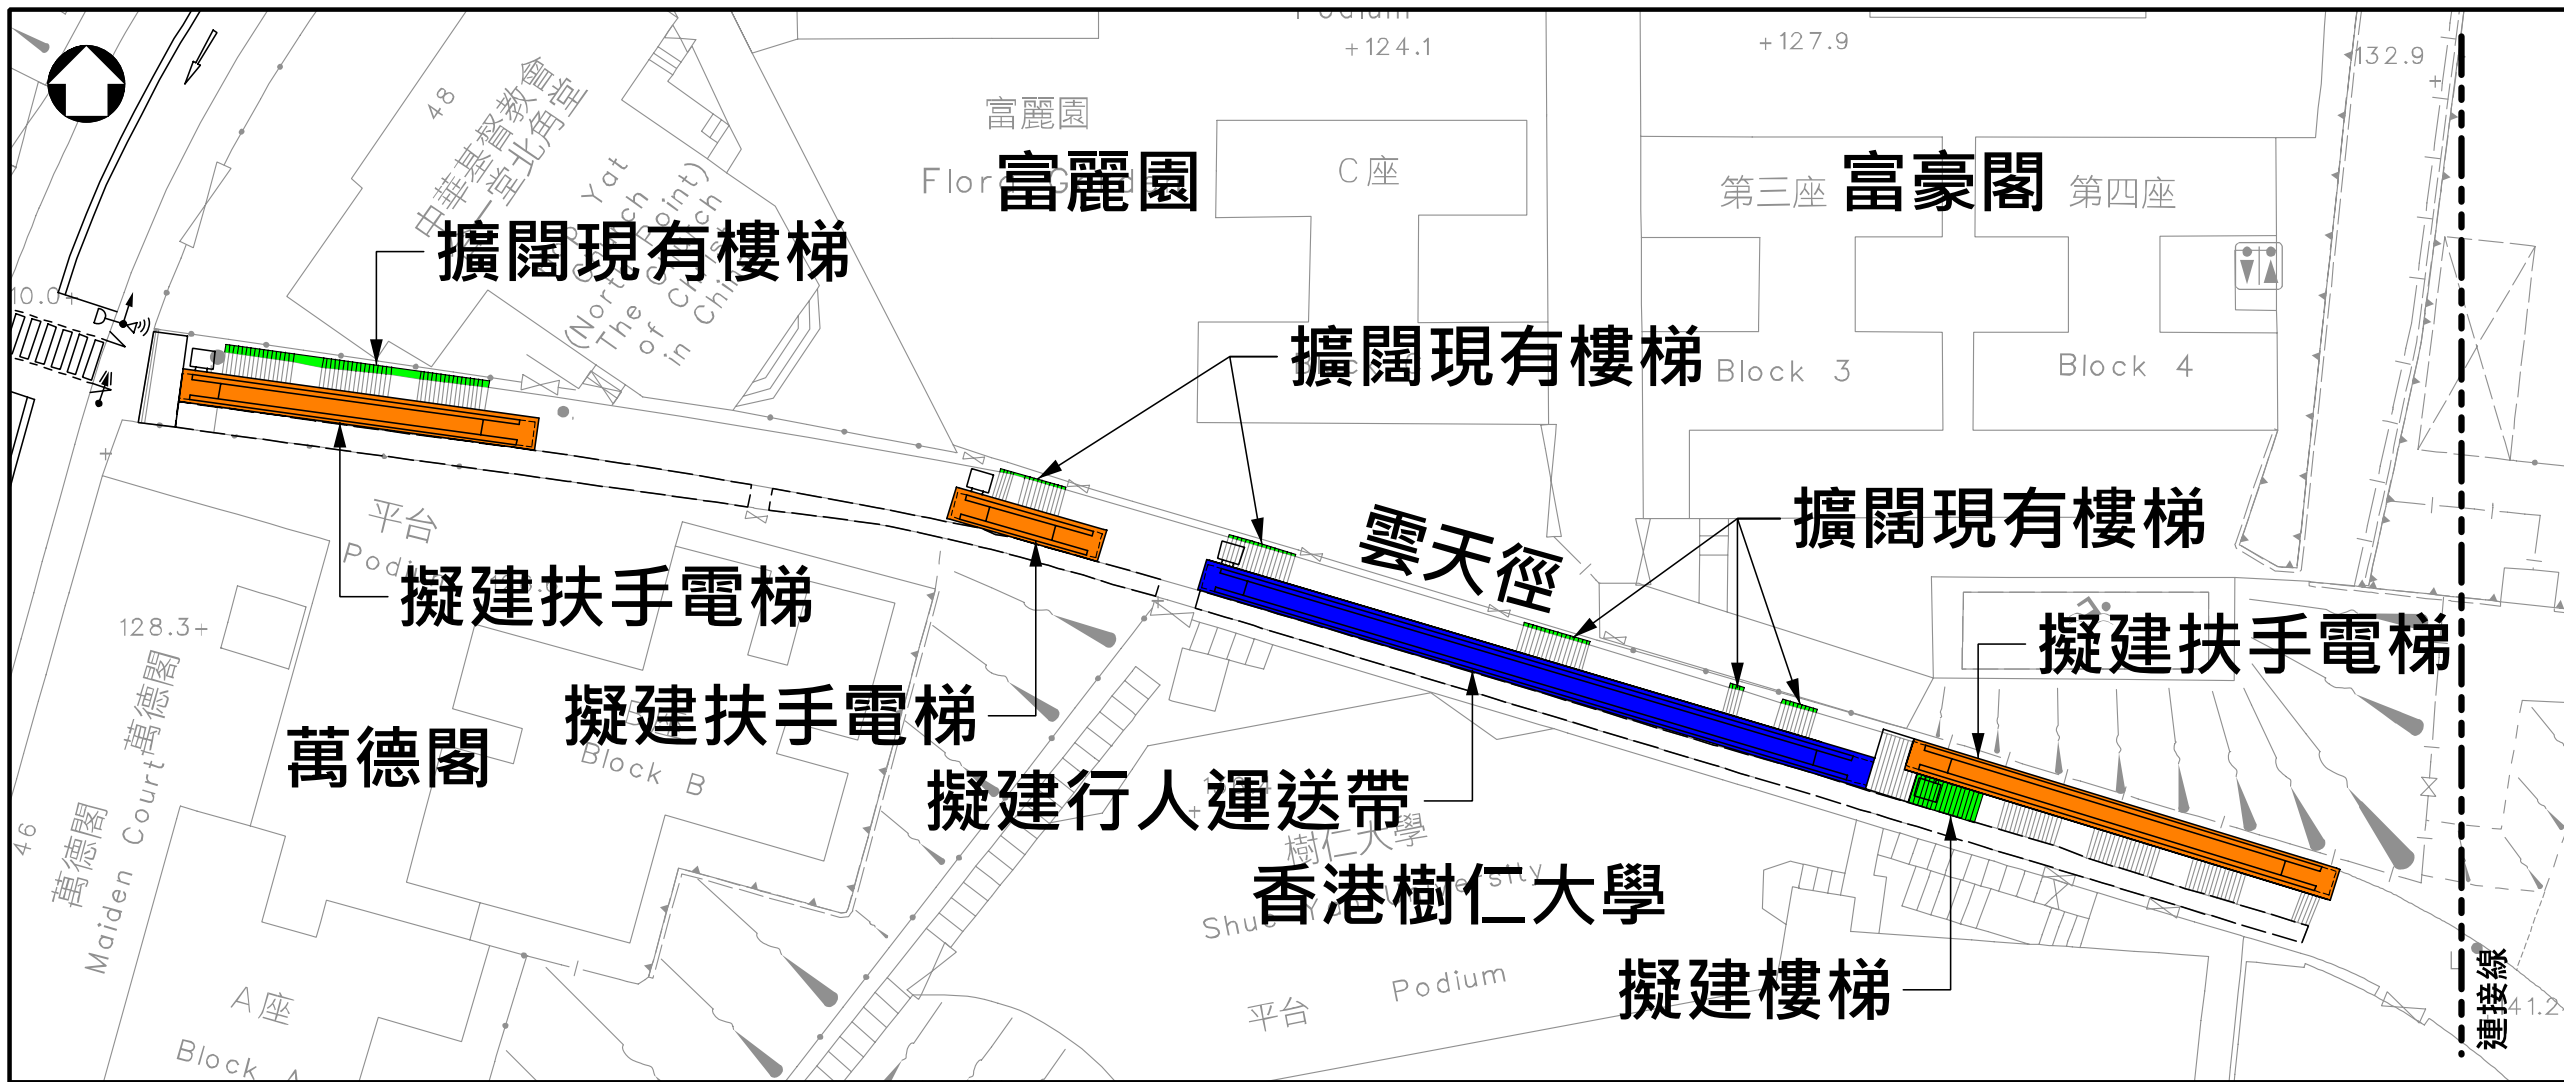 +124.1
+127.9
132.9
48
中華基督教會
富麗園
富麗園
C座
第三座
富豪閣
第四座
擴闊現有樓梯
擴闊現有樓梯
Block 3
Block 4
擴闊現有樓梯
雲天徑
平台
擬建扶手電梯
128.3+
擬建扶手電梯
擬建扶手電梯
萬德閣
萬德閣
Block B
擬建行人運送帶
46
萬德閣
Maiden Court
樹仁大學
香港樹仁大學
平台
Podium
擬建樓梯
連接線
A座